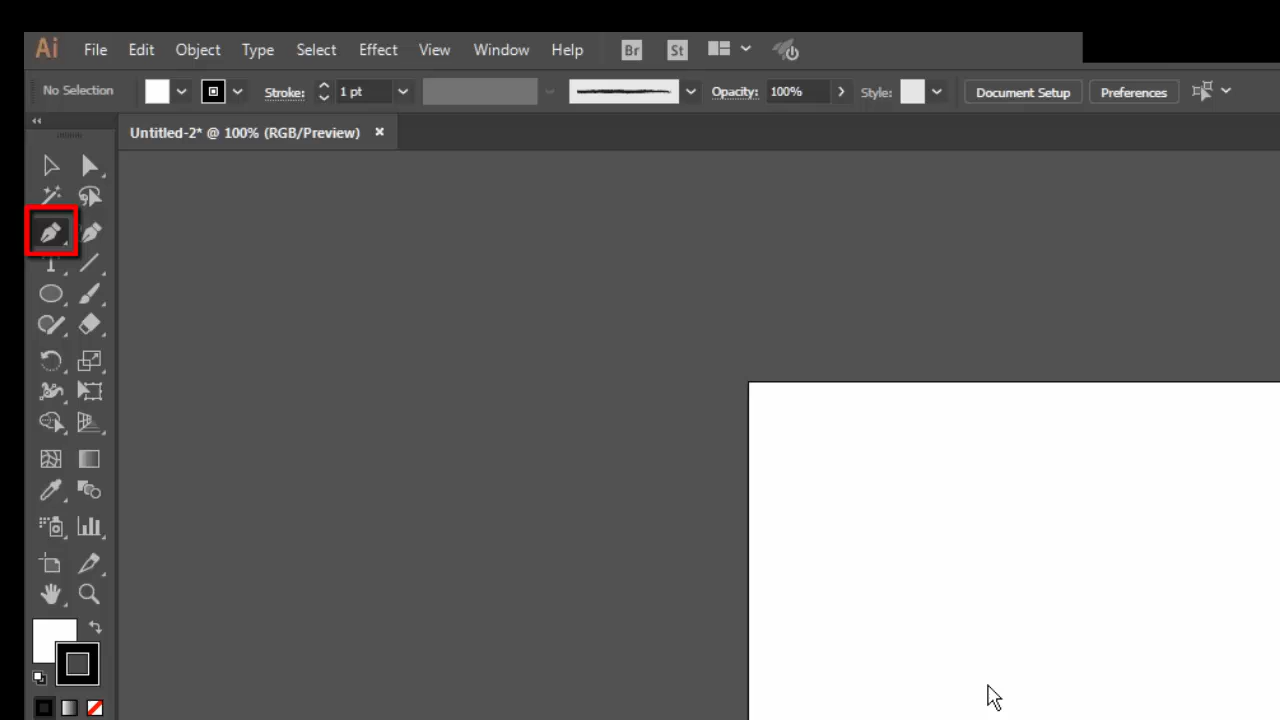 Ai File Edit Object Type Select Effect View Window Help Br St
No Selection Stroke: 1 pt Opacity: 100% Style: Document Setup Preferences
Untitled-2* @ 100% (RGB/Preview) ×